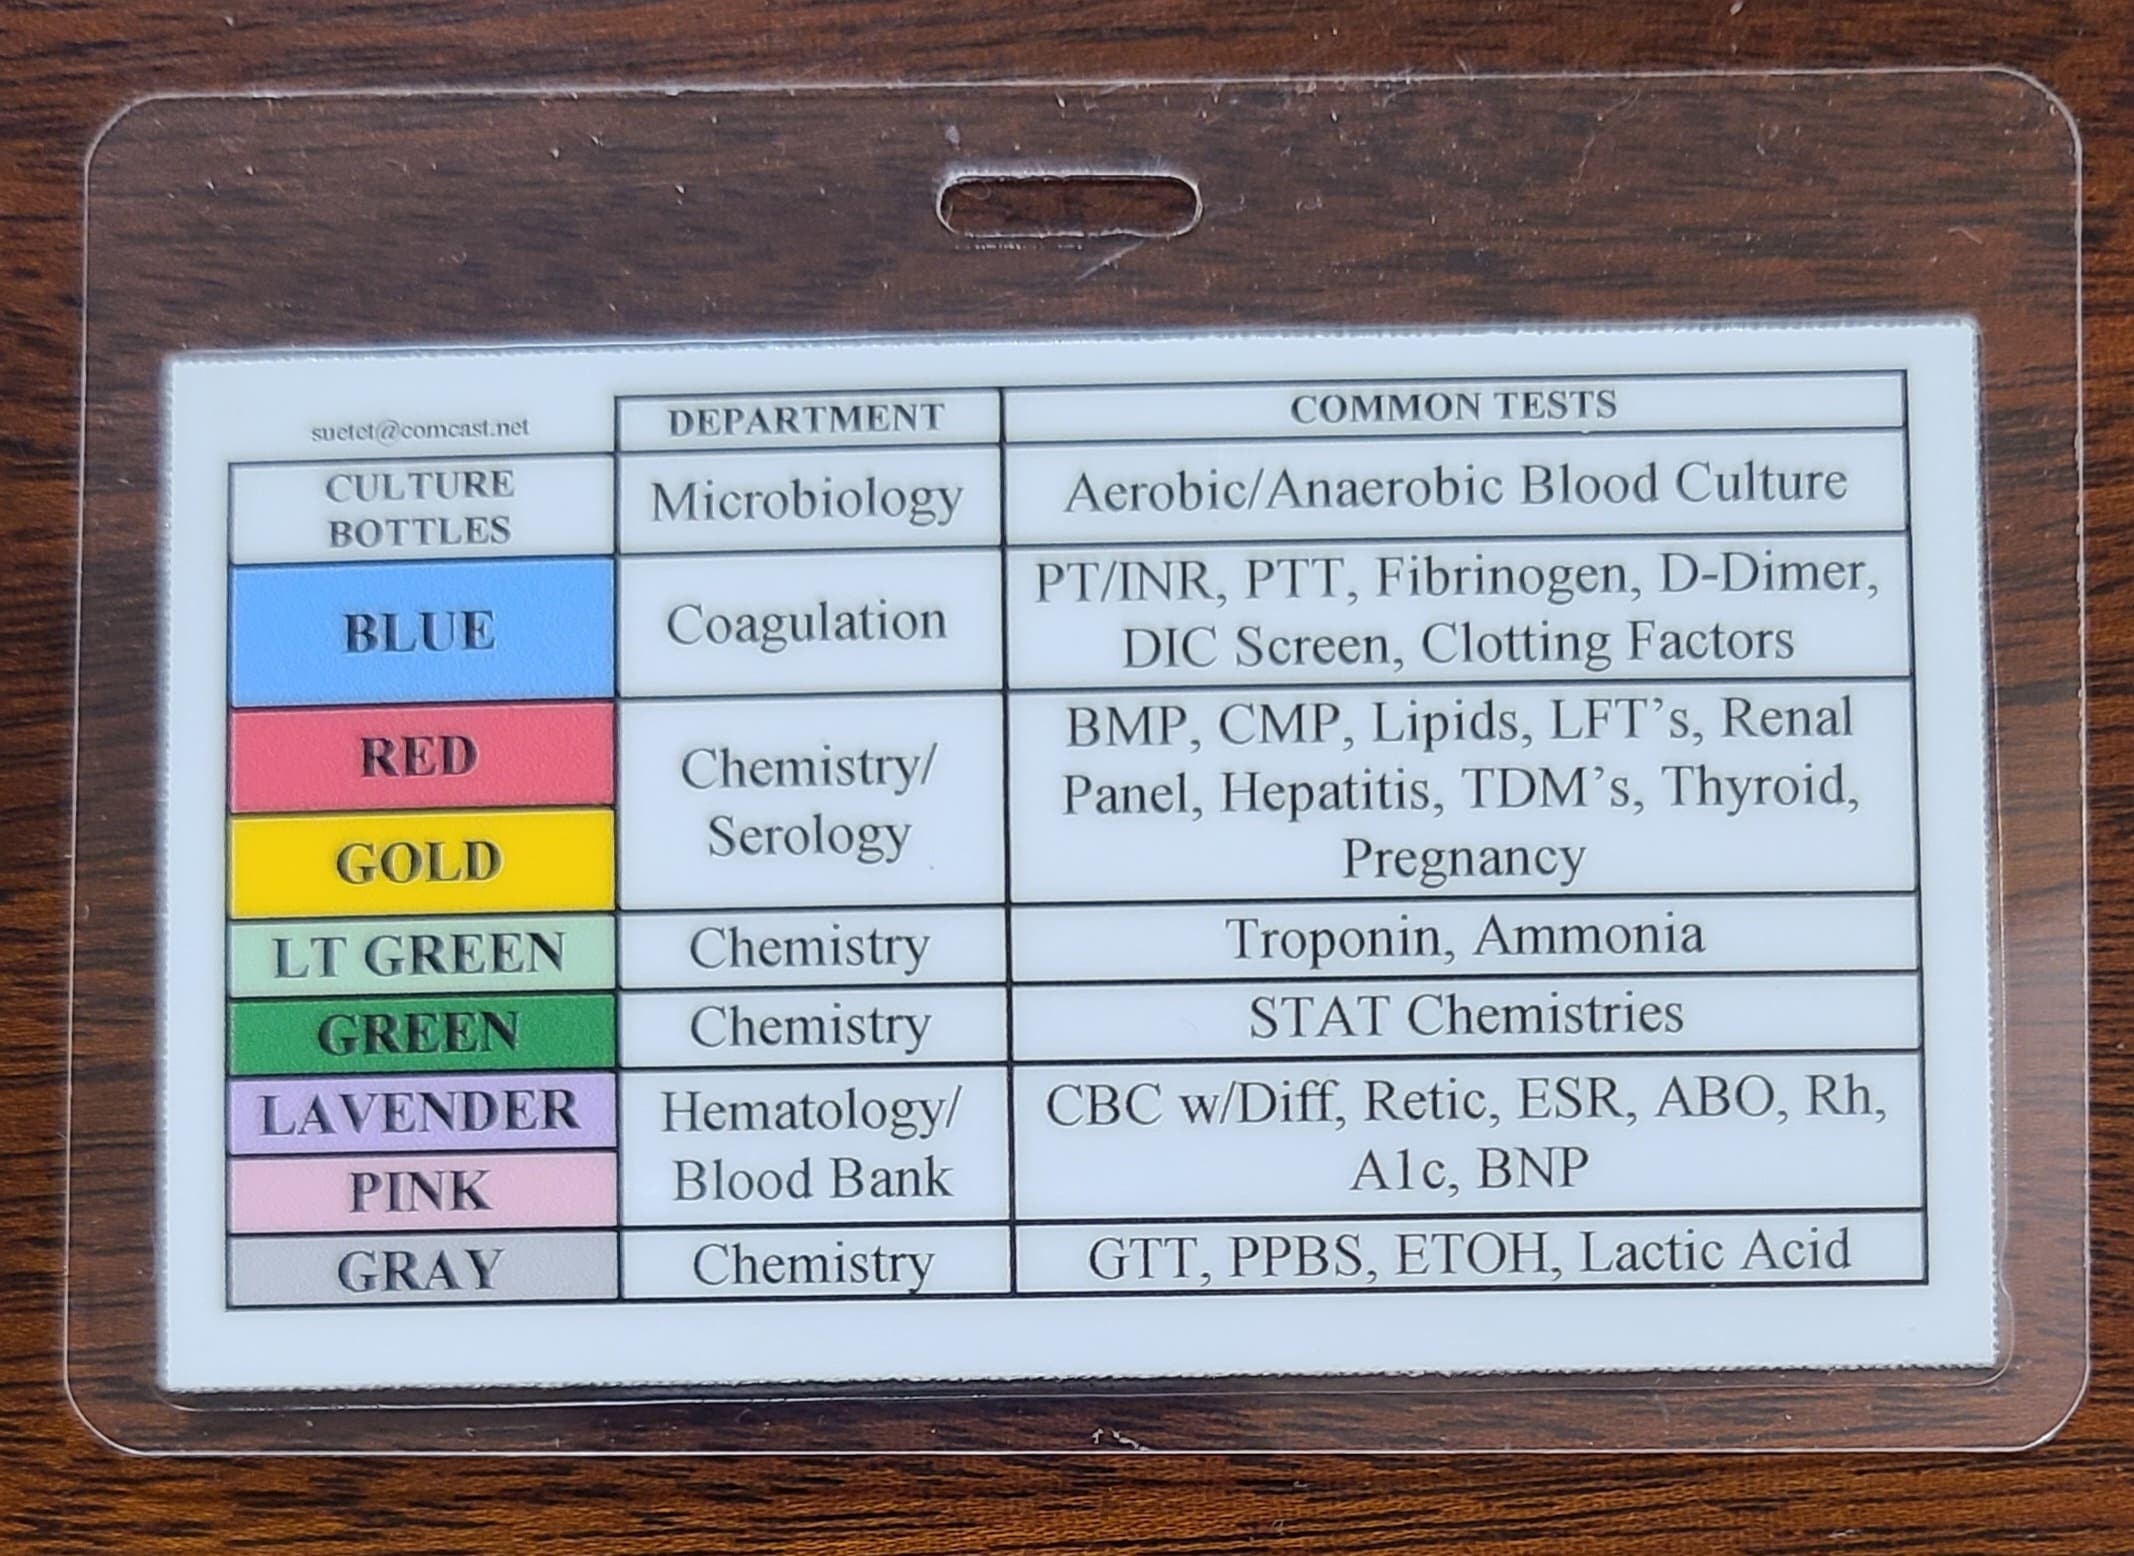 suetet@comcast.net
DEPARTMENT
COMMON TESTS
CULTURE
BOTTLES
Microbiology
Aerobic/Anaerobic Blood Culture
BLUE
Coagulation
PT/INR, PTT, Fibrinogen, D-Dimer,
DIC Screen, Clotting Factors
RED
GOLD
Chemistry/
Serology
BMP, CMP, Lipids, LFT’s, Renal
Panel, Hepatitis, TDM’s, Thyroid,
Pregnancy
LT GREEN
Chemistry
Troponin, Ammonia
GREEN
Chemistry
STAT Chemistries
LAVENDER
PINK
Hematology/
Blood Bank
CBC w/Diff, Retic, ESR, ABO, Rh,
A1c, BNP
GRAY
Chemistry
GTT, PPBS, ETOH, Lactic Acid